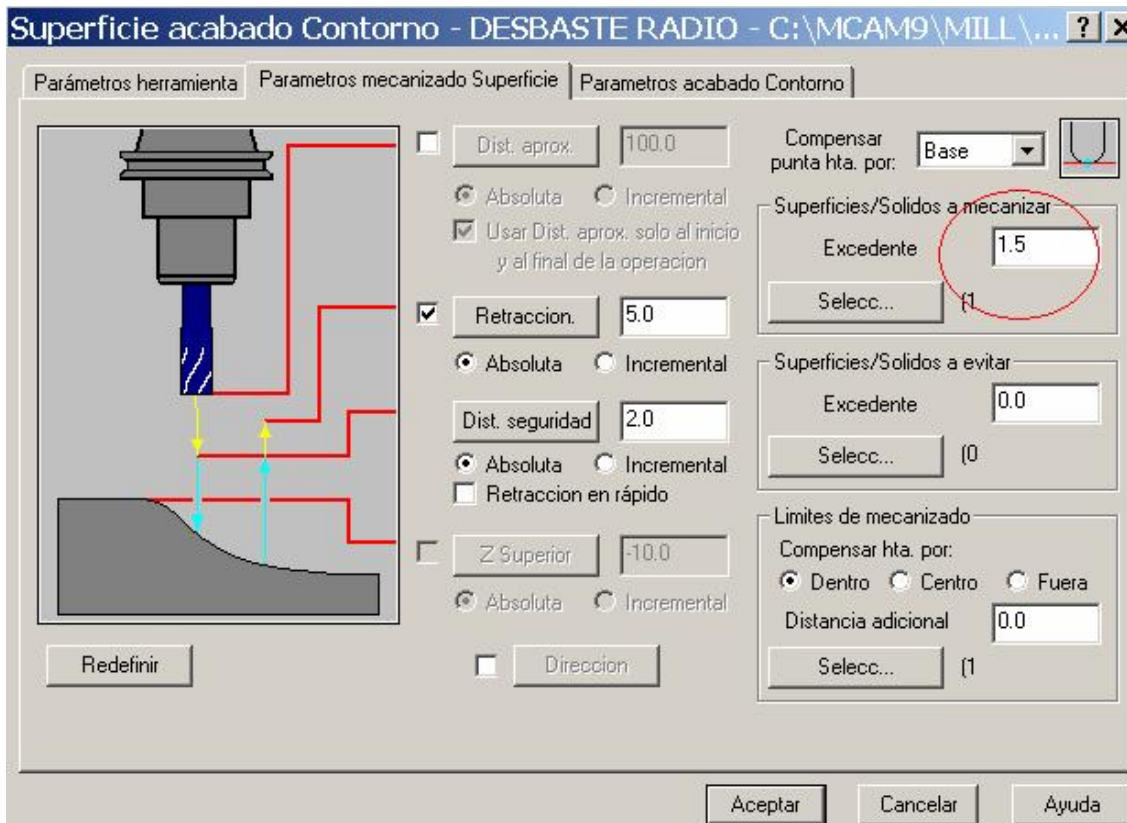 Superficie acabado Contorno - DESBASTE RADIO - C:\MCAM9\MILL\...
Parámetros herramienta
Parametros mecanizado Superficie
Parametros acabado Contorno
Dist. aprox.
100.0
Absoluta
Incremental
Usar Dist. aprox. solo al inicio
y al final de la operacion
Retraccion.
5.0
Absoluta
Incremental
Dist. seguridad
2.0
Absoluta
Incremental
Retraccion en rápido
Z Superior
-10.0
Absoluta
Incremental
Redefinir
Direccion
Compensar
punta hta. por:
Base
Superficies/Solidos a mecanizar
Excedente
1.5
Selecc...
(1
Superficies/Solidos a evitar
Excedente
0.0
Selecc...
(0
Limites de mecanizado
Compensar hta. por:
Dentro
Centro
Fuera
Distancia adicional
0.0
Selecc...
(1
Aceptar
Cancelar
Ayuda